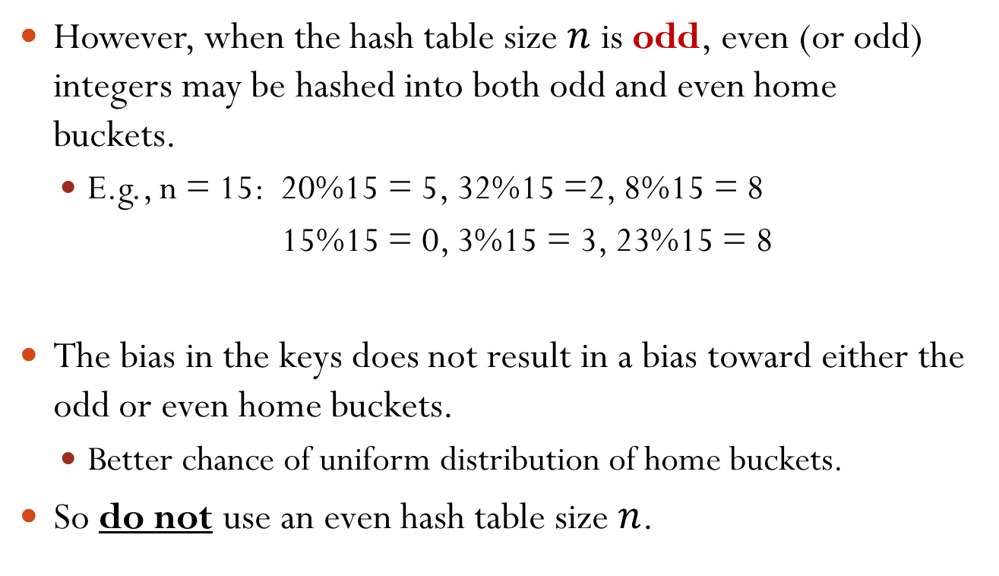 • However, when the hash table size 𝑛 is odd, even (or odd)
integers may be hashed into both odd and even home
buckets.
• E.g., n = 15: 20%15 = 5, 32%15 =2, 8%15 = 8
15%15 = 0, 3%15 = 3, 23%15 = 8
• The bias in the keys does not result in a bias toward either the
odd or even home buckets.
• Better chance of uniform distribution of home buckets.
• So do not use an even hash table size 𝑛.